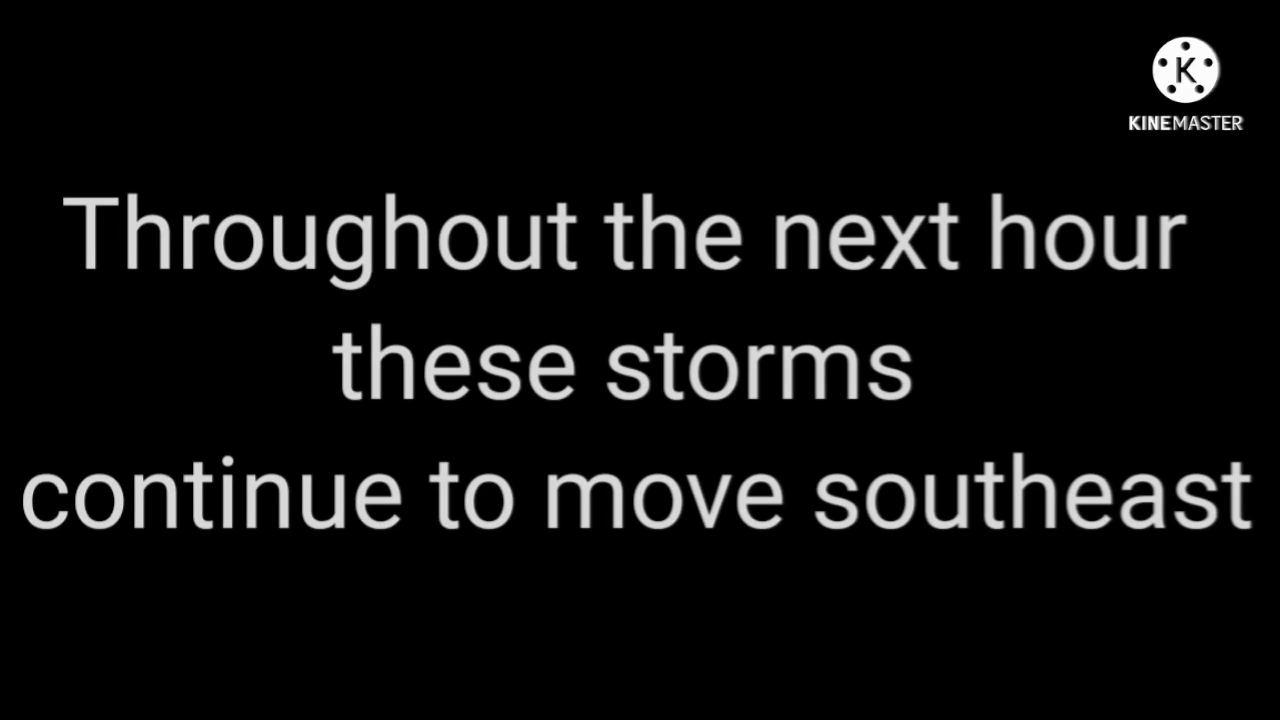 K
KINEMASTER
Throughout the next hour
these storms
continue to move southeast